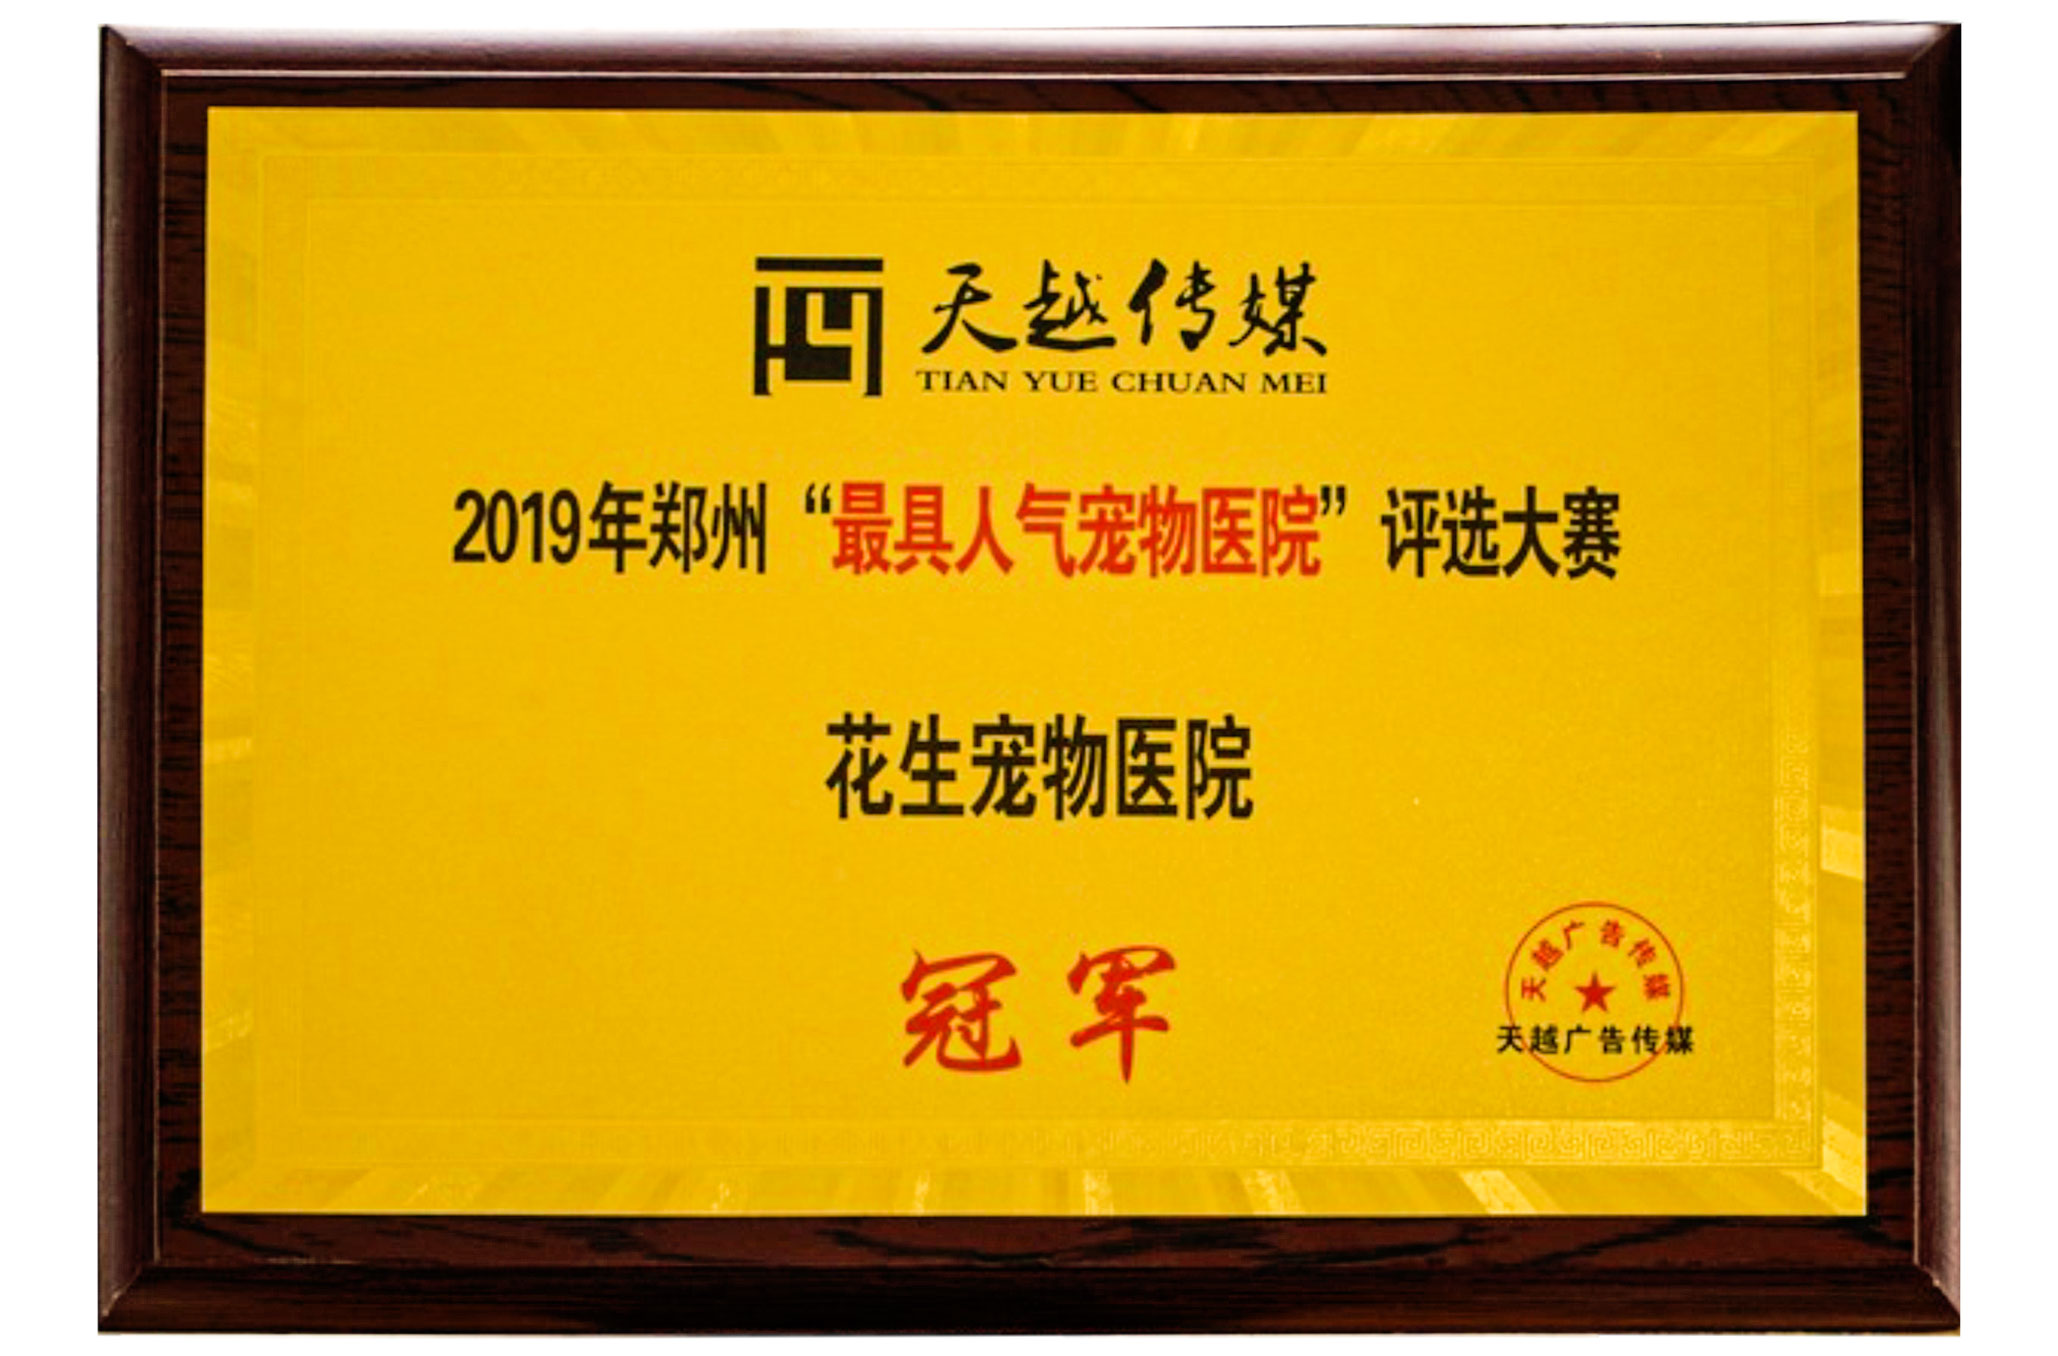 天越传媒
TIAN YUE CHUAN MEI
2019年郑州“最具人气宠物医院”评选大赛
花生宠物医院
冠军
天越广告传媒
天越广告传媒